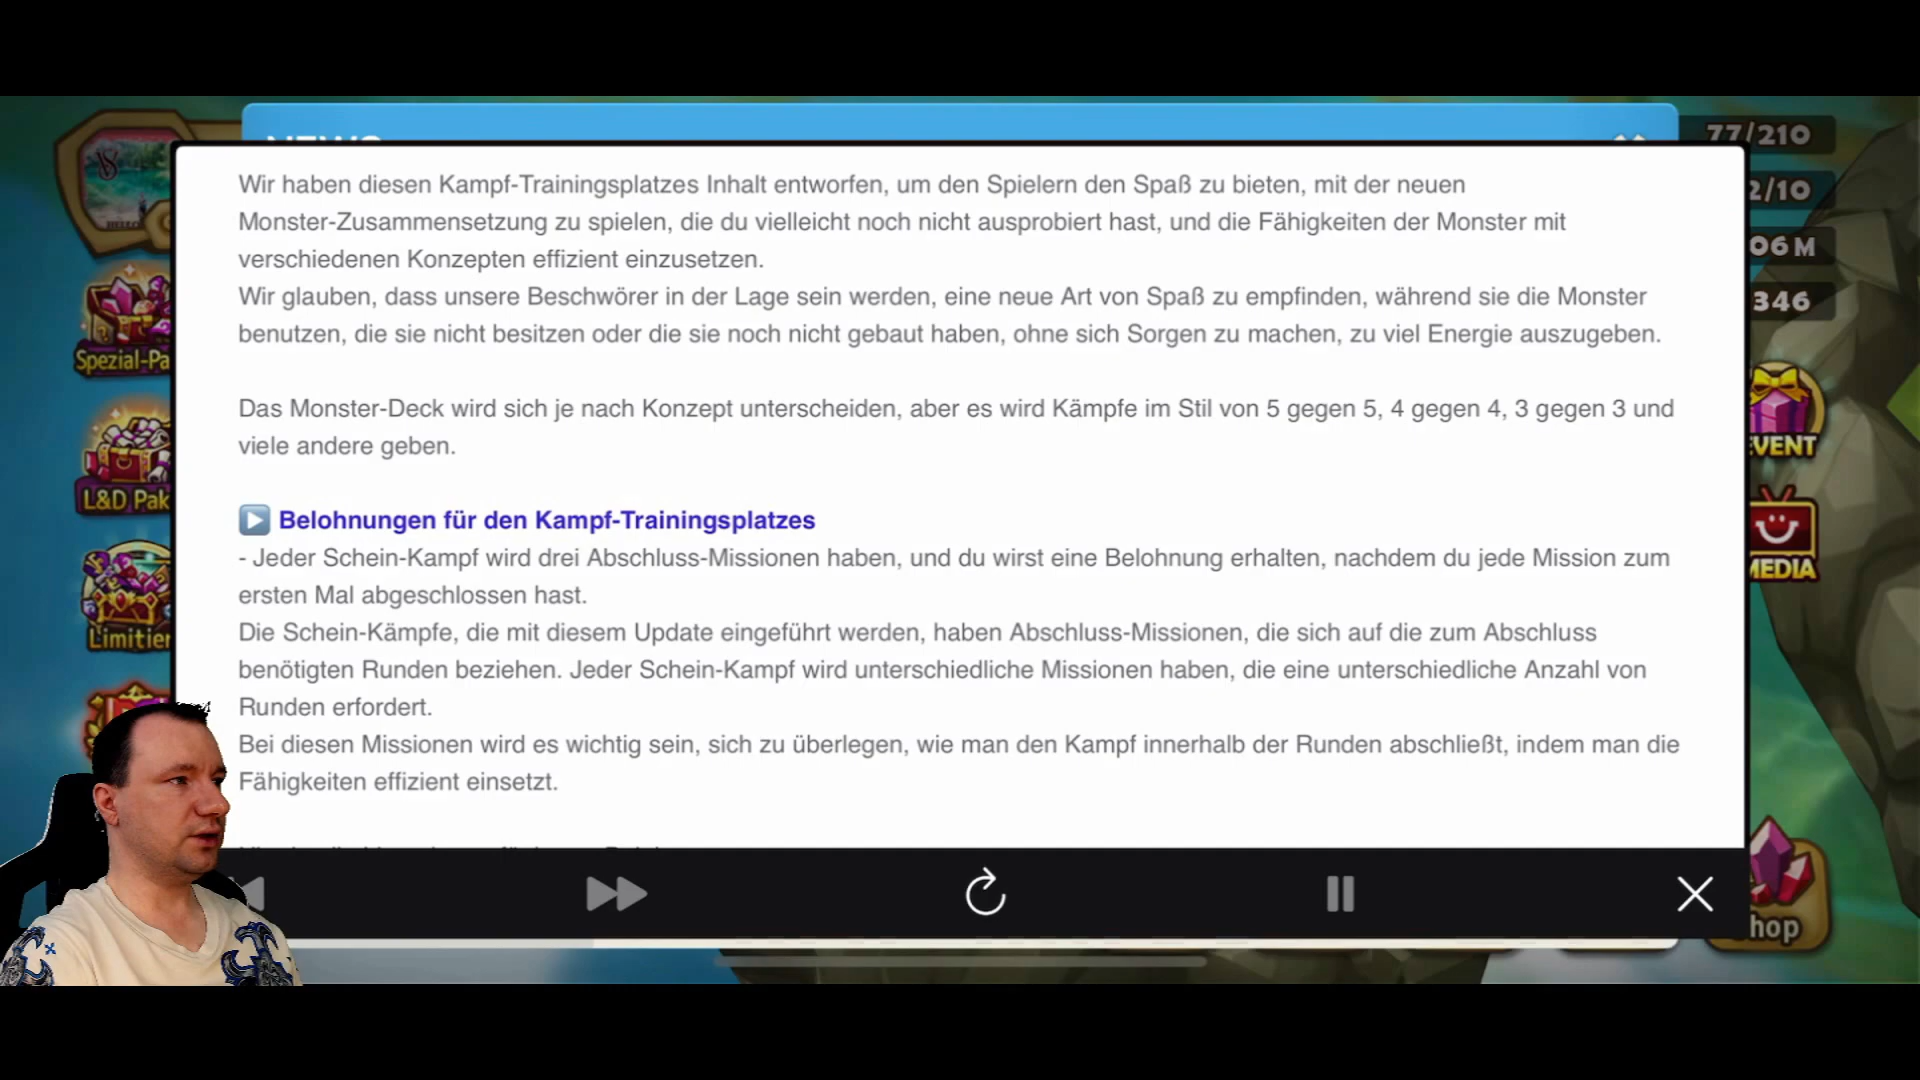 NEWS
77/210
Wir haben diesen Kampf-Trainingsplatzes Inhalt entworfen, um den Spielern den Spaß zu bieten, mit der neuen
2/10
Monster-Zusammensetzung zu spielen, die du vielleicht noch nicht ausprobiert hast, und die Fähigkeiten der Monster mit
06M
verschiedenen Konzepten effizient einzusetzen.
Wir glauben, dass unsere Beschwörer in der Lage sein werden, eine neue Art von Spaß zu empfinden, während sie die Monster
346
benutzen, die sie nicht besitzen oder die sie noch nicht gebaut haben, ohne sich Sorgen zu machen, zu viel Energie auszugeben.
Spezial-Pa
Das Monster-Deck wird sich je nach Konzept unterscheiden, aber es wird Kämpfe im Stil von 5 gegen 5, 4 gegen 4, 3 gegen 3 und
viele andere geben.
VENT
L&D Pak
Belohnungen für den Kampf-Trainingsplatzes
- Jeder Schein-Kampf wird drei Abschluss-Missionen haben, und du wirst eine Belohnung erhalten, nachdem du jede Mission zum
MEDIA
ersten Mal abgeschlossen hast.
Die Schein-Kämpfe, die mit diesem Update eingeführt werden, haben Abschluss-Missionen, die sich auf die zum Abschluss
Limitier
benötigten Runden beziehen. Jeder Schein-Kampf wird unterschiedliche Missionen haben, die eine unterschiedliche Anzahl von
Runden erfordert.
Bei diesen Missionen wird es wichtig sein, sich zu überlegen, wie man den Kampf innerhalb der Runden abschließt, indem man die
Fähigkeiten effizient einsetzt.
hop